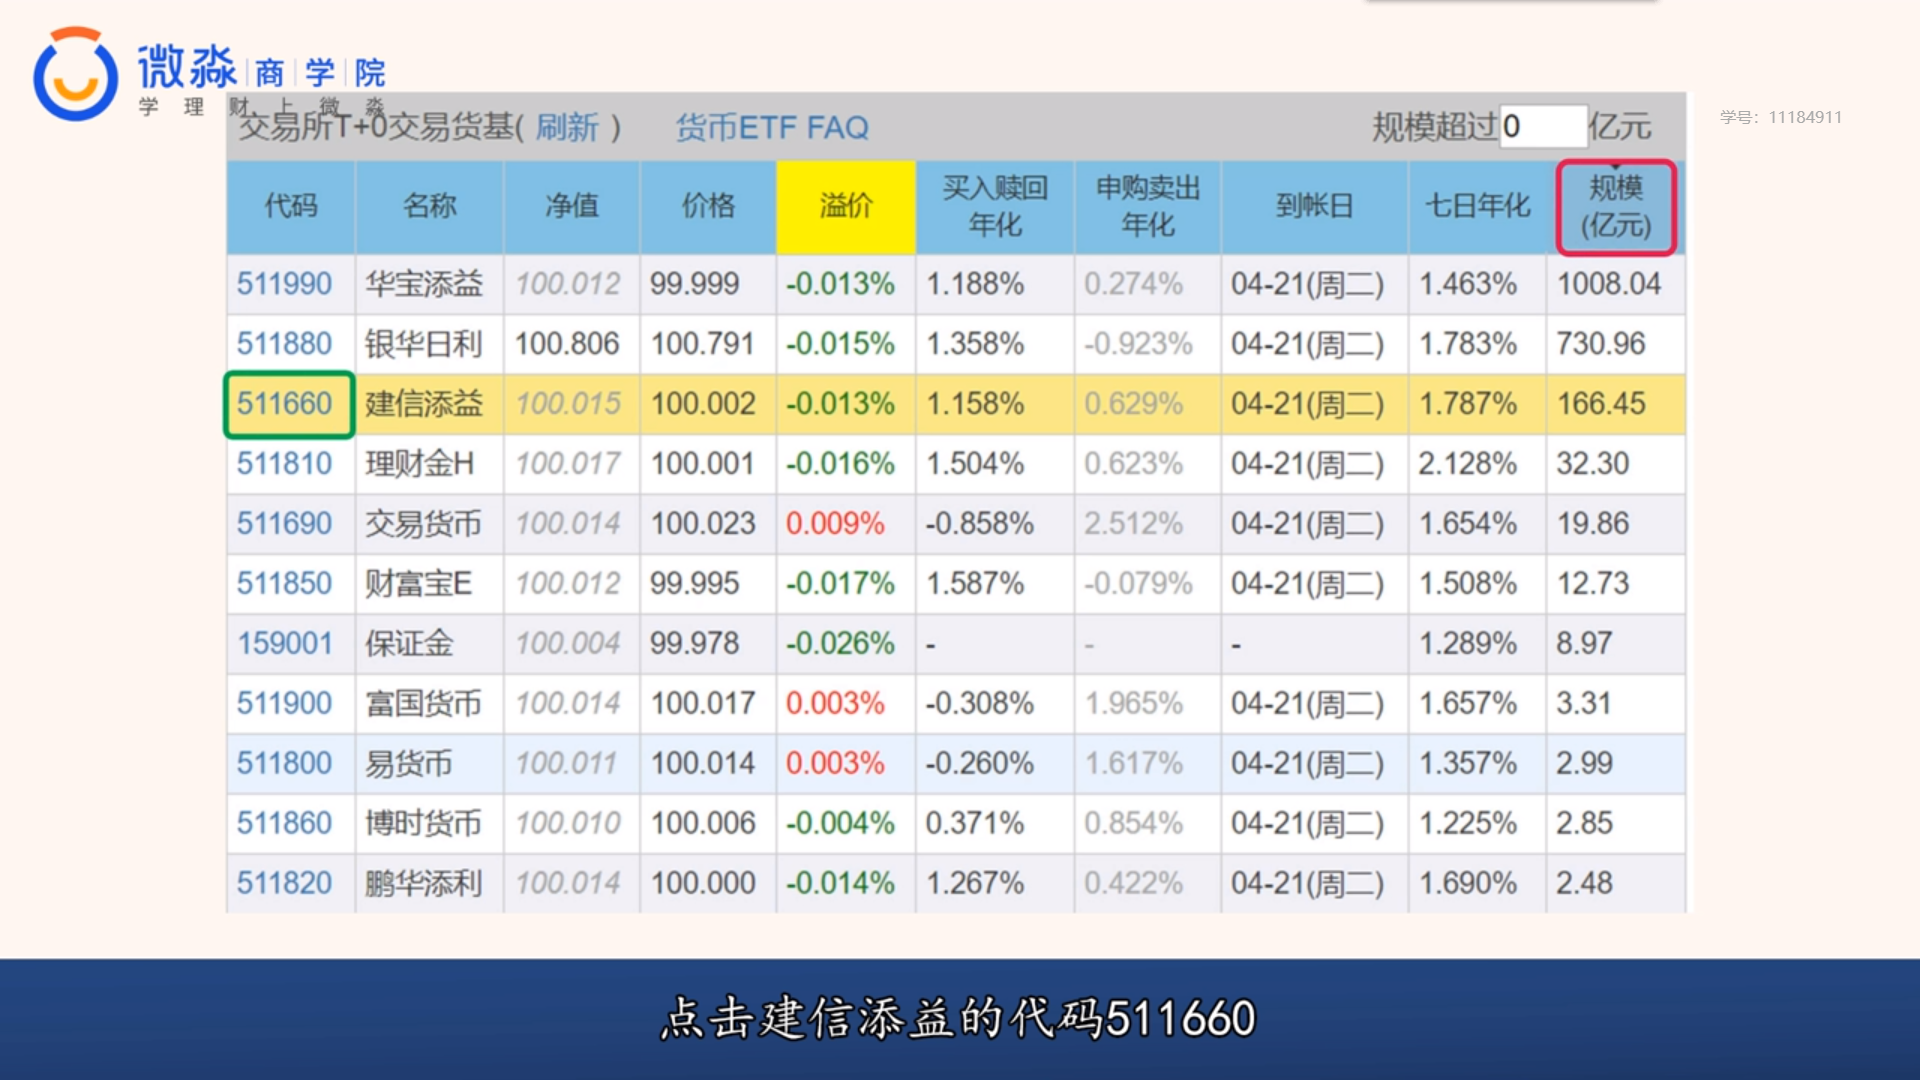 微淼 商 学 院
学 理 财 上 微 淼
学号：11184911
交易所T+0交易货基( 刷新 ) 货币ETF FAQ 规模超过 0 亿元
代码 名称 净值 价格 溢价 买入赎回年化 申购卖出年化 到帐日 七日年化 规模(亿元)
511990 华宝添益 100.012 99.999 -0.013% 1.188% 0.274% 04-21(周二) 1.463% 1008.04
511880 银华日利 100.806 100.791 -0.015% 1.358% -0.923% 04-21(周二) 1.783% 730.96
511660 建信添益 100.015 100.002 -0.013% 1.158% 0.629% 04-21(周二) 1.787% 166.45
511810 理财金H 100.017 100.001 -0.016% 1.504% 0.623% 04-21(周二) 2.128% 32.30
511690 交易货币 100.014 100.023 0.009% -0.858% 2.512% 04-21(周二) 1.654% 19.86
511850 财富宝E 100.012 99.995 -0.017% 1.587% -0.079% 04-21(周二) 1.508% 12.73
159001 保证金 100.004 99.978 -0.026% - - - 1.289% 8.97
511900 富国货币 100.014 100.017 0.003% -0.308% 1.965% 04-21(周二) 1.657% 3.31
511800 易货币 100.011 100.014 0.003% -0.260% 1.617% 04-21(周二) 1.357% 2.99
511860 博时货币 100.010 100.006 -0.004% 0.371% 0.854% 04-21(周二) 1.225% 2.85
511820 鹏华添利 100.014 100.000 -0.014% 1.267% 0.422% 04-21(周二) 1.690% 2.48
点击建信添益的代码511660